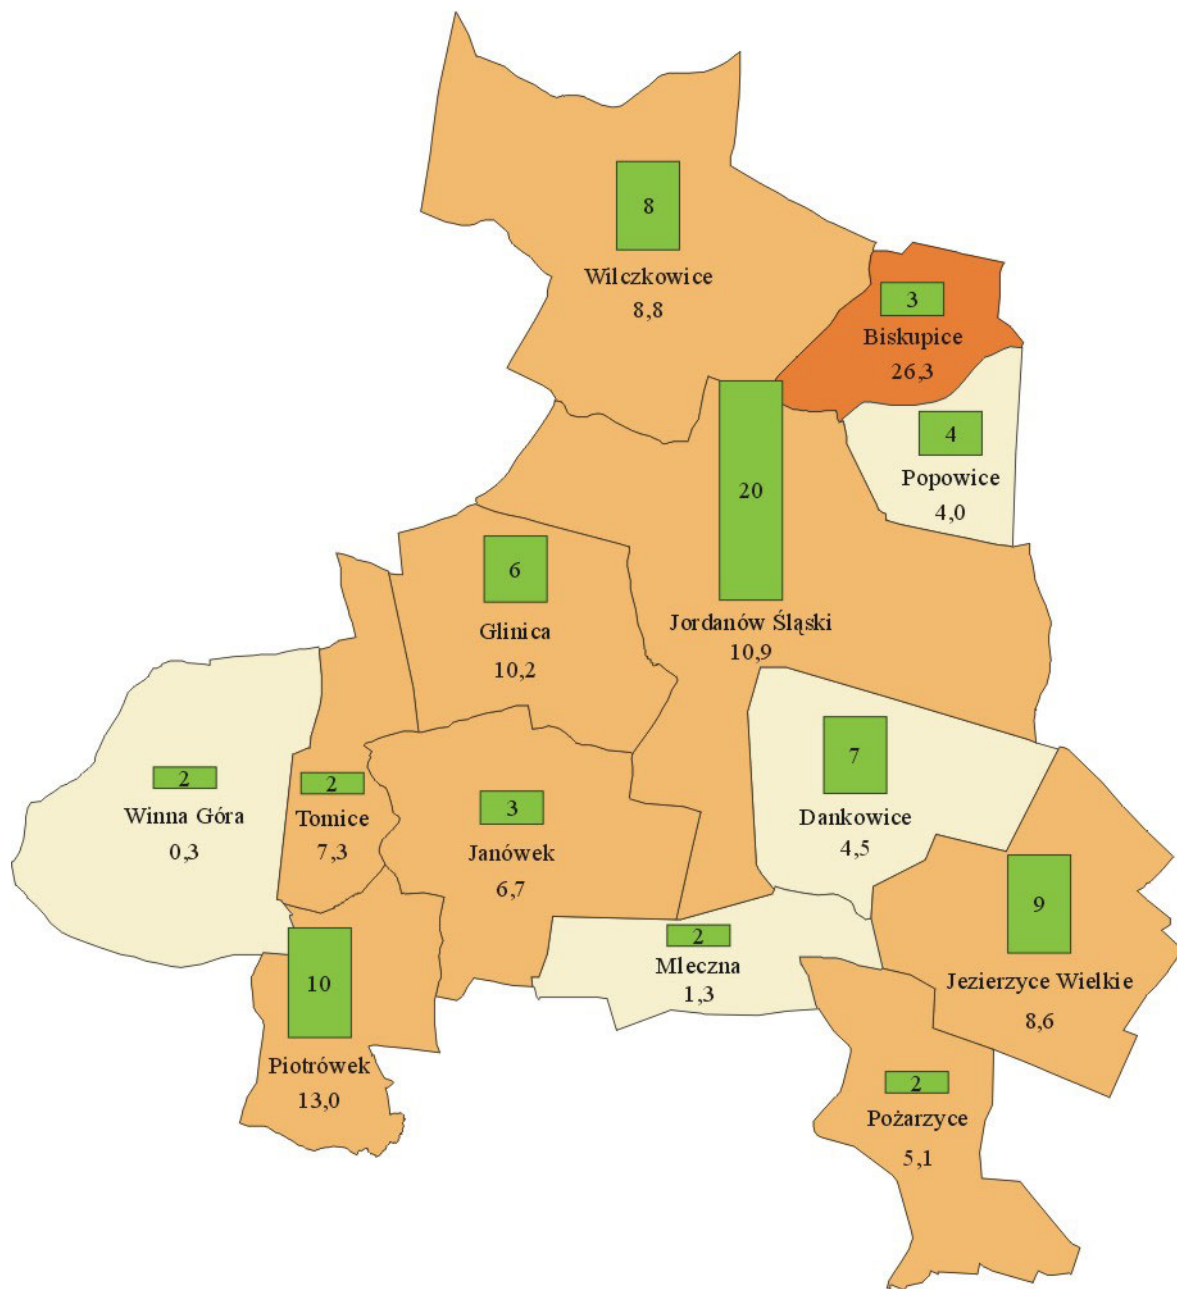 8
Wilczkowice
8,8
3
Biskupice
26,3
4
Popowice
4,0
20
Jordanów Śląski
10,9
6
Glinica
10,2
2
Winna Góra
0,3
2
Tomice
7,3
3
Janówek
6,7
7
Dankowice
4,5
9
Jezierzyce Wielkie
8,6
2
Mleczna
1,3
10
Piotrówek
13,0
2
Pożarzyce
5,1